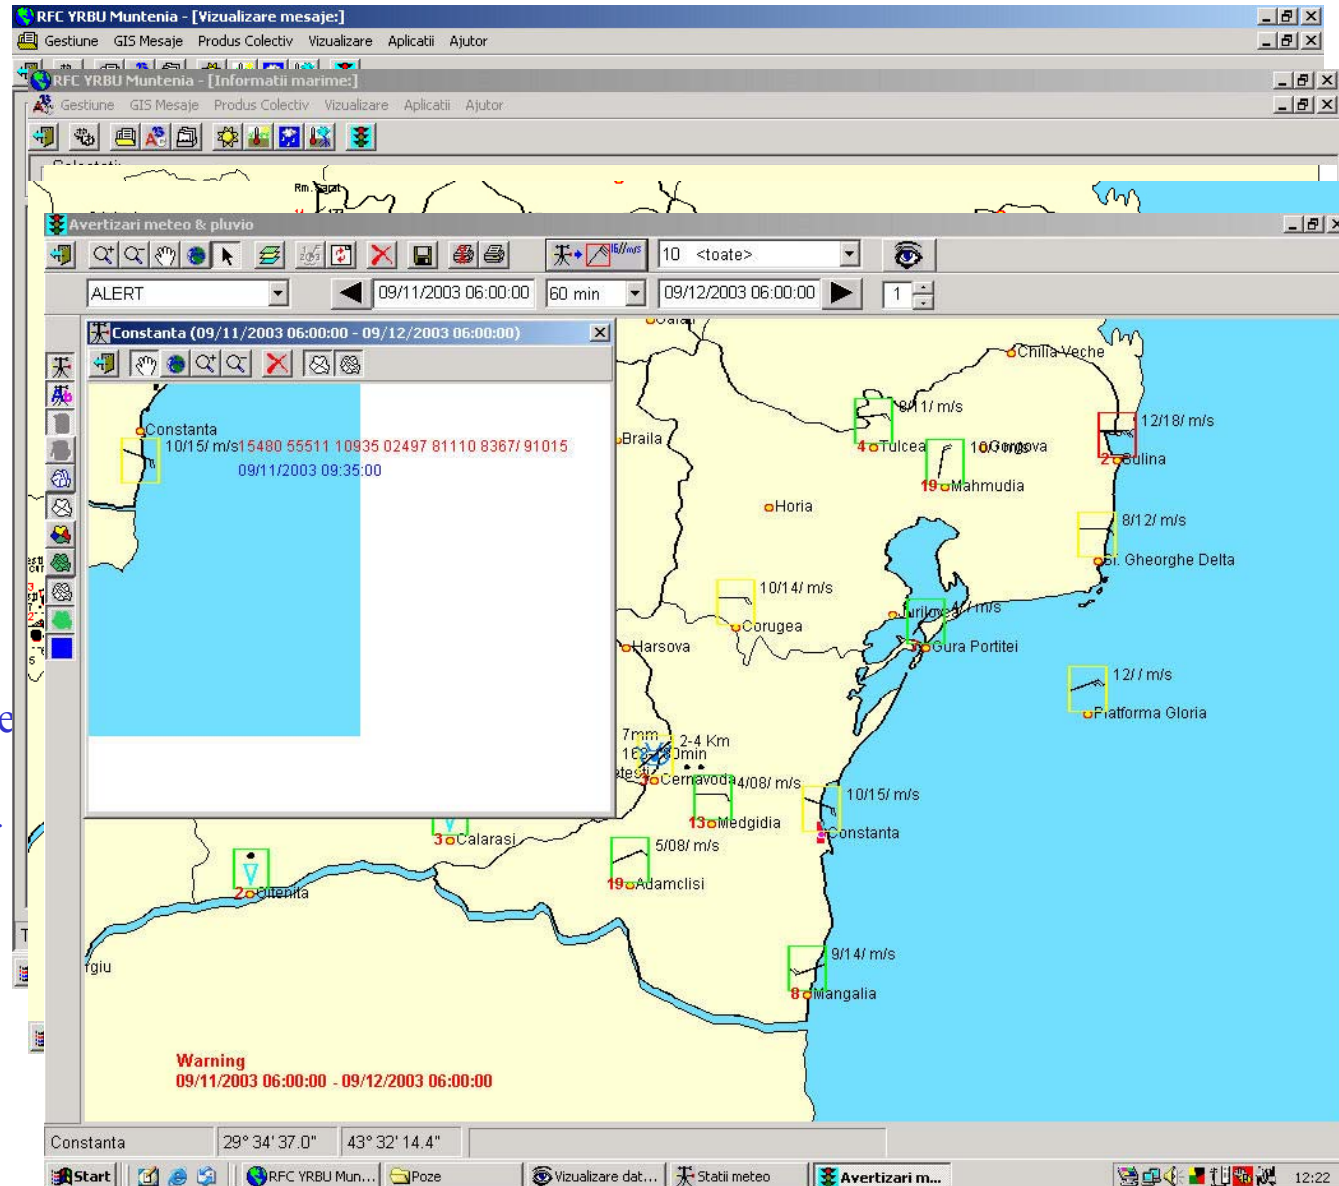 RFC YRBU Muntenia - [Vizualizare mesaje:]
Gestiune GIS Mesaje Produs Colectiv Vizualizare Aplicatii Ajutor
RFC YRBU Muntenia - [Informatii marime:]
Gestiune GIS Mesaje Produs Colectiv Vizualizare Aplicatii Ajutor
Rm. Sarat
Avertizari meteo & pluvio
16//m/s
10 <toate>
ALERT
09/11/2003 06:00:00
60 min
09/12/2003 06:00:00
1
Constanta (09/11/2003 06:00:00 - 09/12/2003 06:00:00)
Constanta
10/15/ m/s
15480 55511 10935 02497 81110 8367/ 91015
09/11/2003 09:35:00
Chilia Veche
8/11/ m/s
12/18/ m/s
Braila
4 Tulcea
Gorgova
2 Sulina
19 Mahmudia
Horia
8/12/ m/s
Sf. Gheorghe Delta
10/14/ m/s
Corugea
Jurilovca
4/ / m/s
Gura Portitei
Harsova
12/ / m/s
Platforma Gloria
7mm
2-4 Km
Cernavoda
4/08/ m/s
13 Medgidia
10/15/ m/s
Constanta
3 Calarasi
5/08/ m/s
19 Adamclisi
2 Oltenita
9/14/ m/s
8 Mangalia
rgiu
Warning
09/11/2003 06:00:00 - 09/12/2003 06:00:00
Constanta
29° 34' 37.0"
43° 32' 14.4"
Start
RFC YRBU Mun...
Poze
Vizualizare dat...
Statii meteo
Avertizari m...
12:22